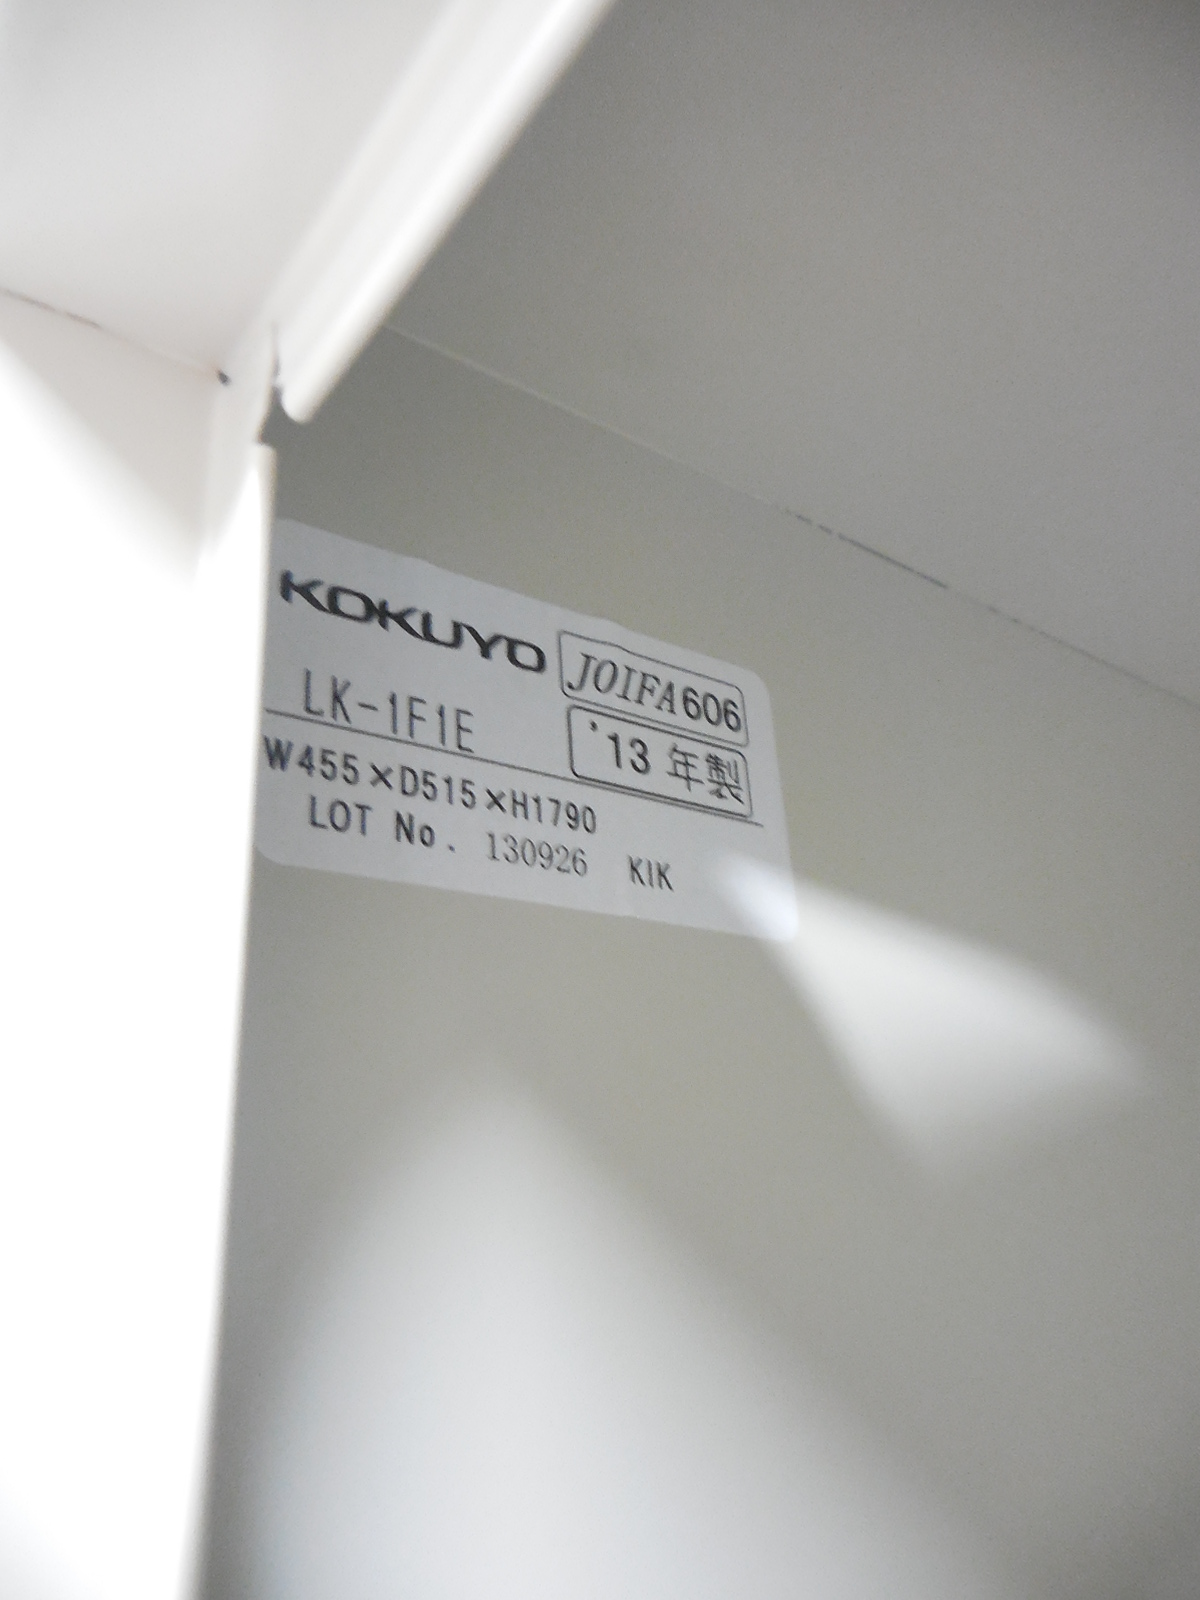 KOKUYO JOIFA606
LK-1F1E '13 年製
W455×D515×H1790
LOT No. 130926 KIK